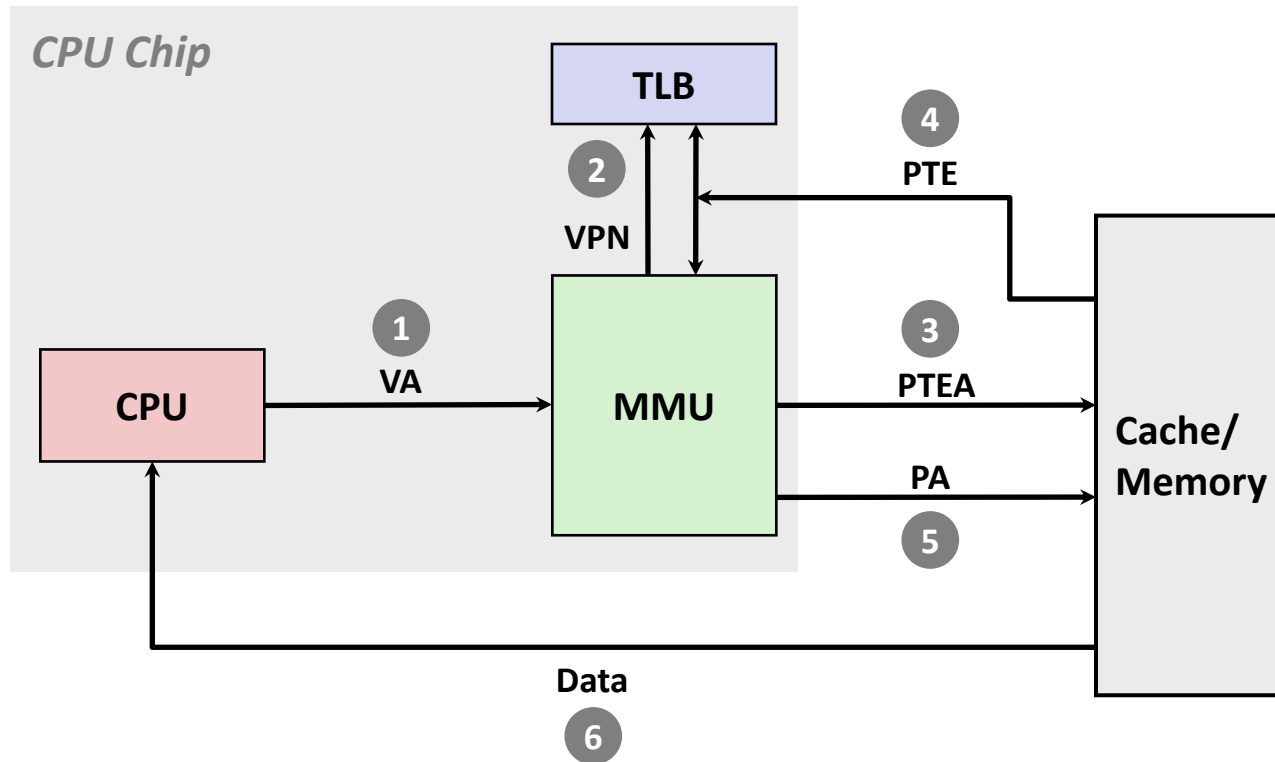 CPU Chip
TLB
4
2
PTE
VPN
1
3
VA
PTEA
CPU
MMU
Cache/
Memory
PA
5
Data
6